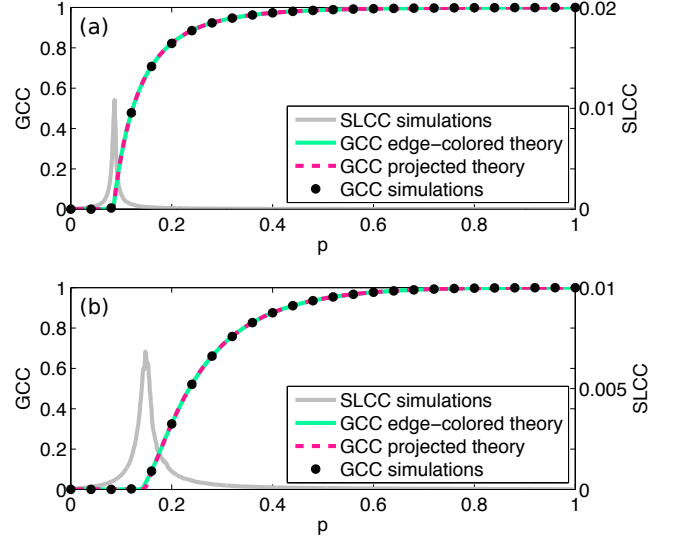 (a)
1
0.8
0.6
0.4
0.2
0
GCC
0.02
0.01
0
SLCC
SLCC simulations
GCC edge-colored theory
GCC projected theory
GCC simulations
0 0.2 0.4 0.6 0.8 1
p
(b)
1
0.8
0.6
0.4
0.2
0
GCC
0.01
0.005
0
SLCC
SLCC simulations
GCC edge-colored theory
GCC projected theory
GCC simulations
0 0.2 0.4 0.6 0.8 1
p